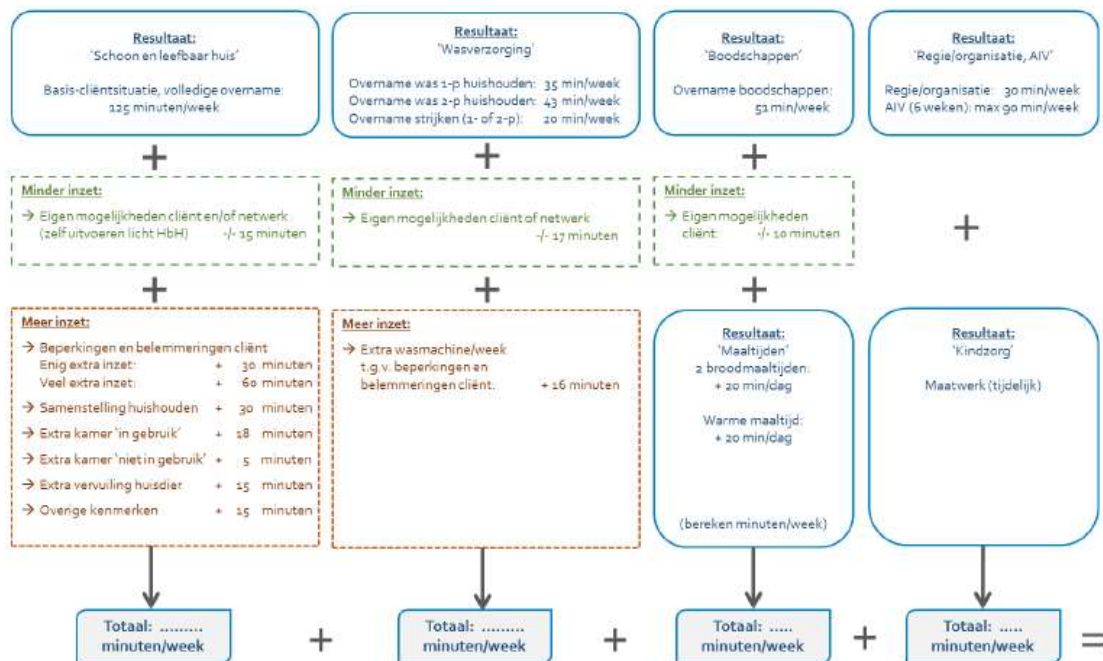 Resultaat:
'Schoon en leefbaar huis'
Basis-cliëntsituatie, volledige overname:
125 minuten/week
Resultaat:
'Wasverzorging'
Overname was 1-p huishouden: 35 min/week
Overname was 2-p huishouden: 43 min/week
Overname strijken (1- of 2-p): 20 min/week
Resultaat:
'Boodschappen'
Overname boodschappen:
51 min/week
Resultaat:
'Regie/organisatie, AIV'
Regie/organisatie: 30 min/week
AIV (6 weken): max 90 min/week
+
+
+
Minder inzet:
→ Eigen mogelijkheden cliënt en/of netwerk
(zelf uitvoeren licht HbH) -/- 15 minuten
Minder inzet:
→ Eigen mogelijkheden cliënt of netwerk
-/- 17 minuten
Minder inzet:
→ Eigen mogelijkheden
cliënt: -/- 10 minuten
+
+
+
+
Meer inzet:
→ Beperkingen en belemmeringen cliënt
Enig extra inzet: + 30 minuten
Veel extra inzet: + 60 minuten
→ Samenstelling huishouden + 30 minuten
→ Extra kamer 'in gebruik' + 18 minuten
→ Extra kamer 'niet in gebruik' + 5 minuten
→ Extra vervuiling huisdier + 15 minuten
→ Overige kenmerken + 15 minuten
Meer inzet:
→ Extra wasmachine/week
t.g.v. beperkingen en
belemmeringen cliënt. + 16 minuten
Resultaat:
'Maaltijden'
2 broodmaaltijden:
+ 20 min/dag
Warme maaltijd:
+ 20 min/dag
(bereken minuten/week)
Resultaat:
'Kindzorg'
Maatwerk (tijdelijk)
Totaal: .........
minuten/week
+
Totaal: .........
minuten/week
+
Totaal: .....
minuten/week
+
Totaal: .....
minuten/week
=